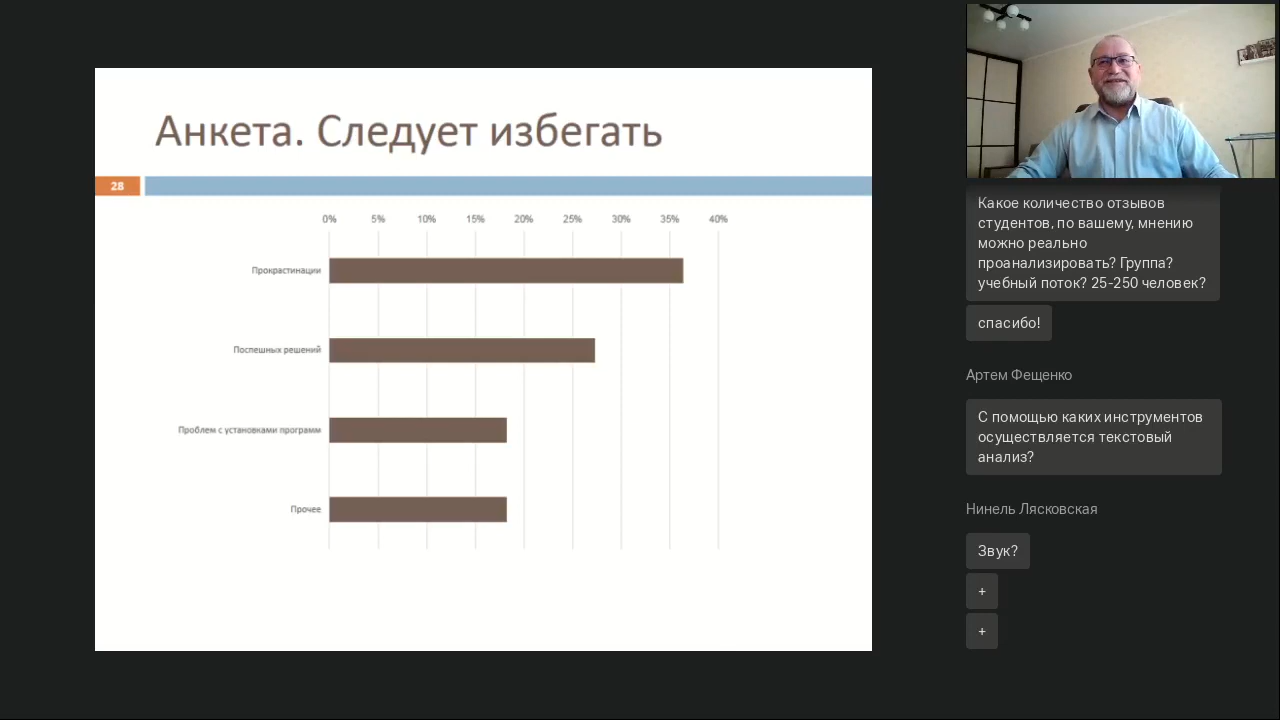 Анкета. Следует избегать
28
0% 5% 10% 15% 20% 25% 30% 35% 40%
Прокрастинации
Поспешных решений
Проблем с установками программ
Прочее
Какое количество отзывов
студентов, по вашему, мнению
можно реально
проанализировать? Группа?
учебный поток? 25-250 человек?
спасибо!
Артем Фещенко
С помощью каких инструментов
осуществляется текстовый
анализ?
Нинель Лясковская
Звук?
+
+